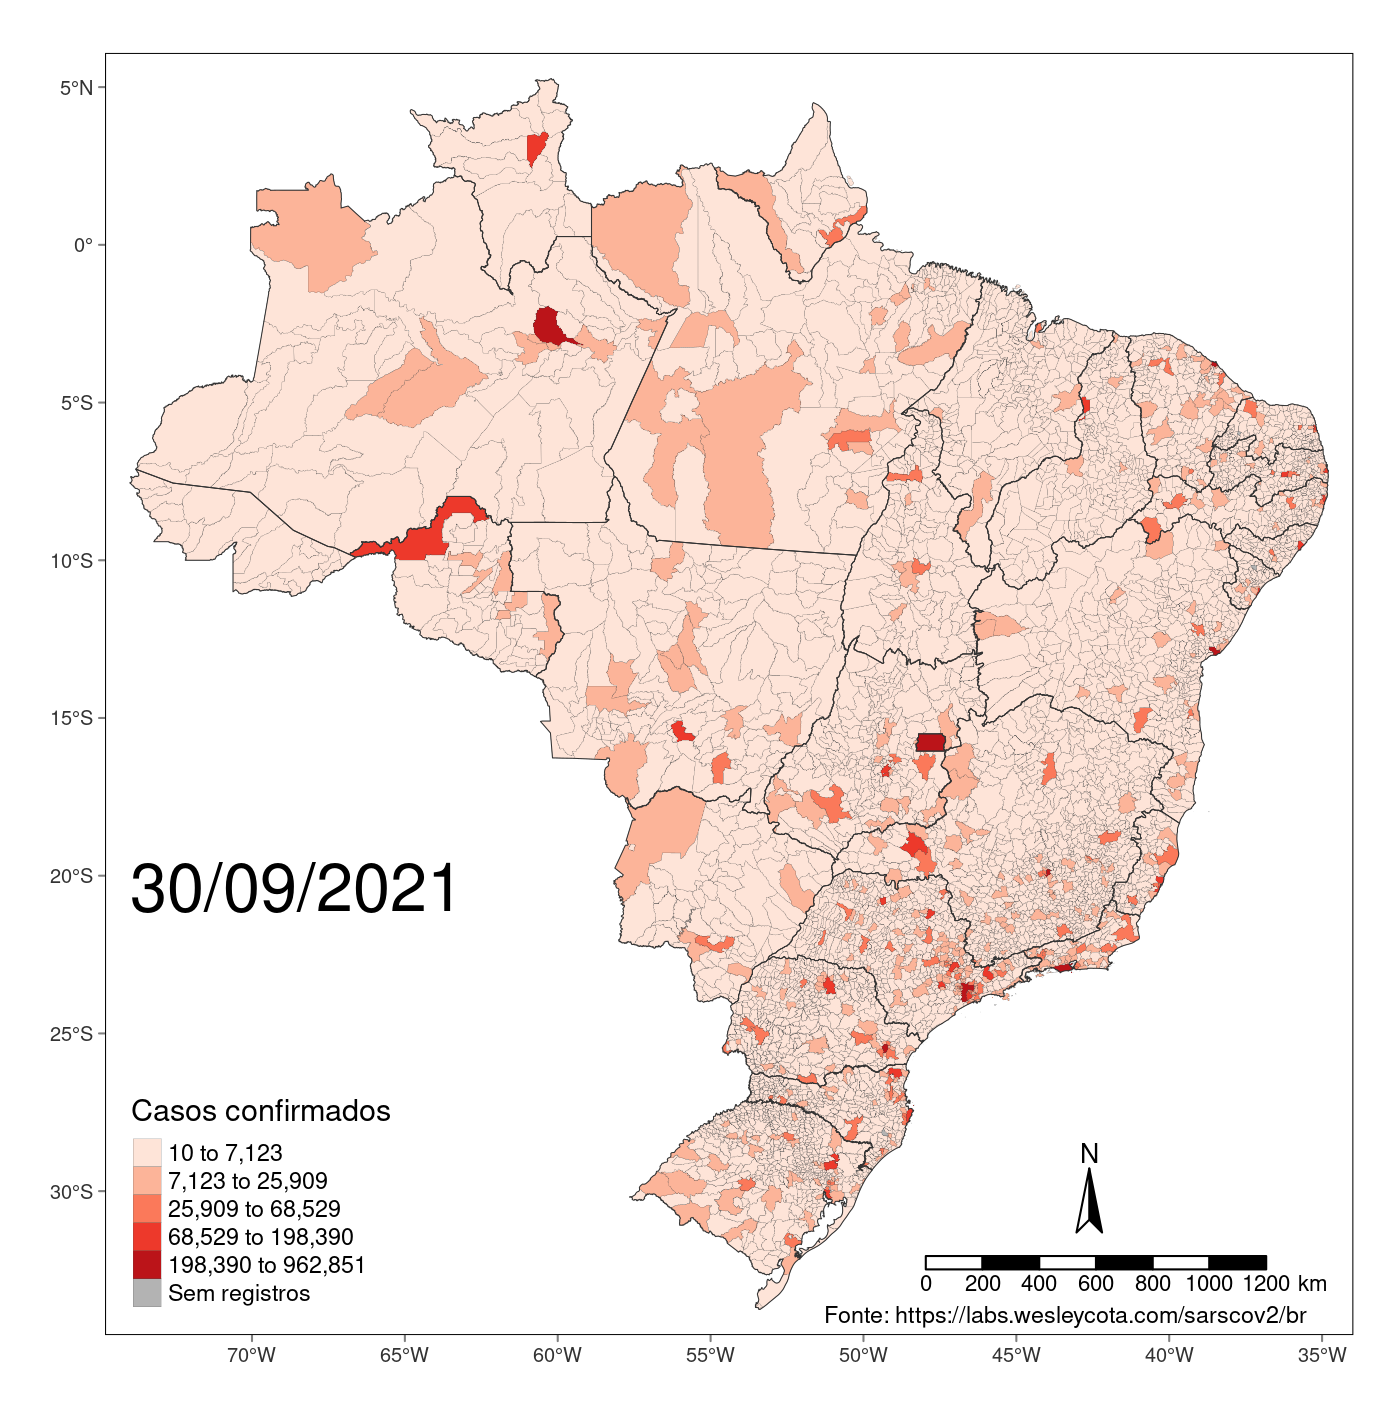 5°N
0°
5°S
10°S
15°S
20°S
25°S
30°S
30/09/2021
Casos confirmados
10 to 7,123
7,123 to 25,909
25,909 to 68,529
68,529 to 198,390
198,390 to 962,851
Sem registros
N
0 200 400 600 800 1000 1200 km
Fonte: https://labs.wesleycota.com/sarscov2/br
70°W 65°W 60°W 55°W 50°W 45°W 40°W 35°W